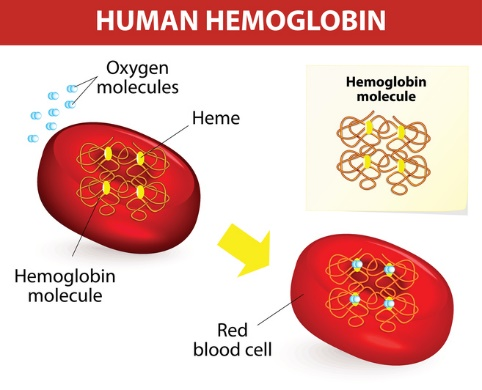 HUMAN HEMOGLOBIN
Oxygen
molecules
Heme
Hemoglobin
molecule
Hemoglobin
molecule
Red
blood cell